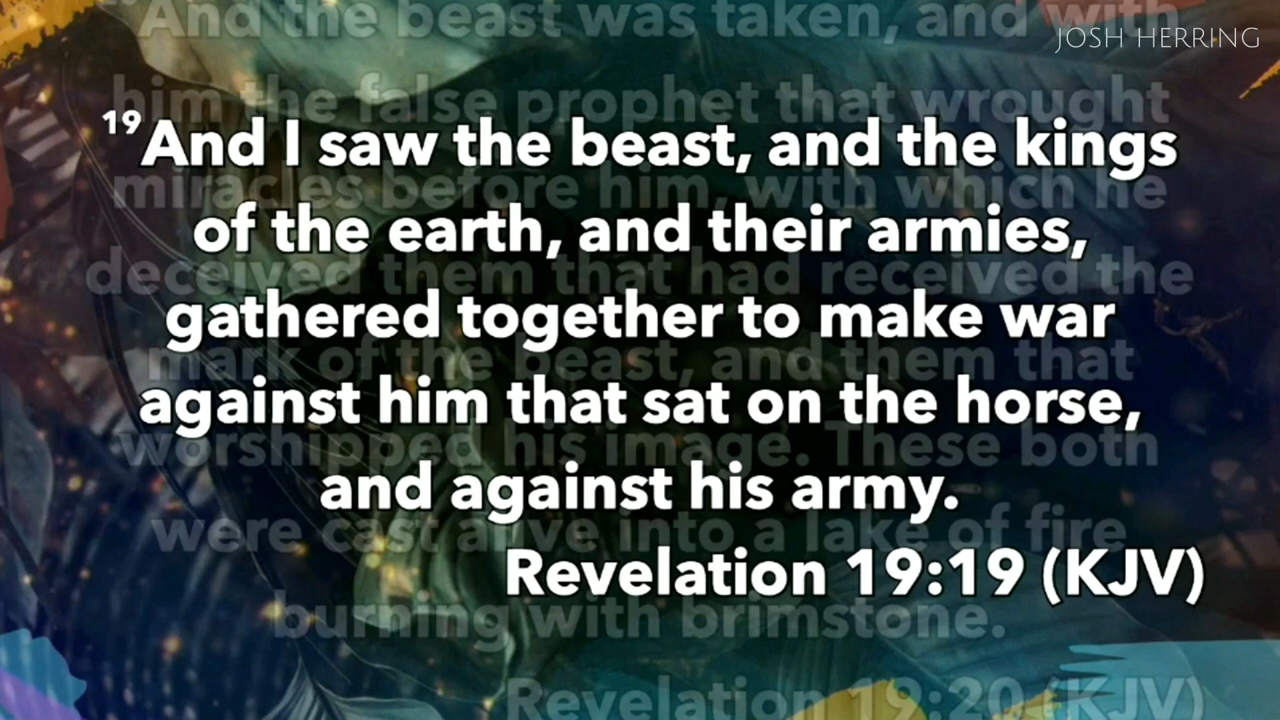 JOSH HERRING
19And I saw the beast, and the kings
of the earth, and their armies,
gathered together to make war
against him that sat on the horse,
and against his army.
Revelation 19:19 (KJV)
And the beast was taken, and with
him the false prophet that wrought
miracles before him, with which he
deceived them that had received the
mark of the beast, and them that
worshipped his image. These both
were cast alive into a lake of fire
burning with brimstone.
Revelation 19:20 (KJV)